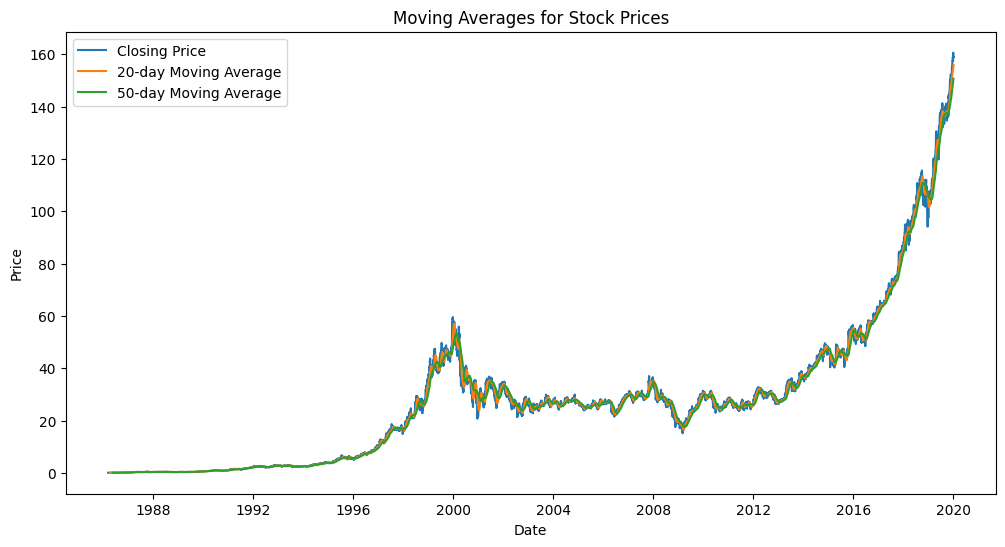 Moving Averages for Stock Prices
Closing Price
20-day Moving Average
50-day Moving Average
Price
160
140
120
100
80
60
40
20
0
1988 1992 1996 2000 2004 2008 2012 2016 2020
Date